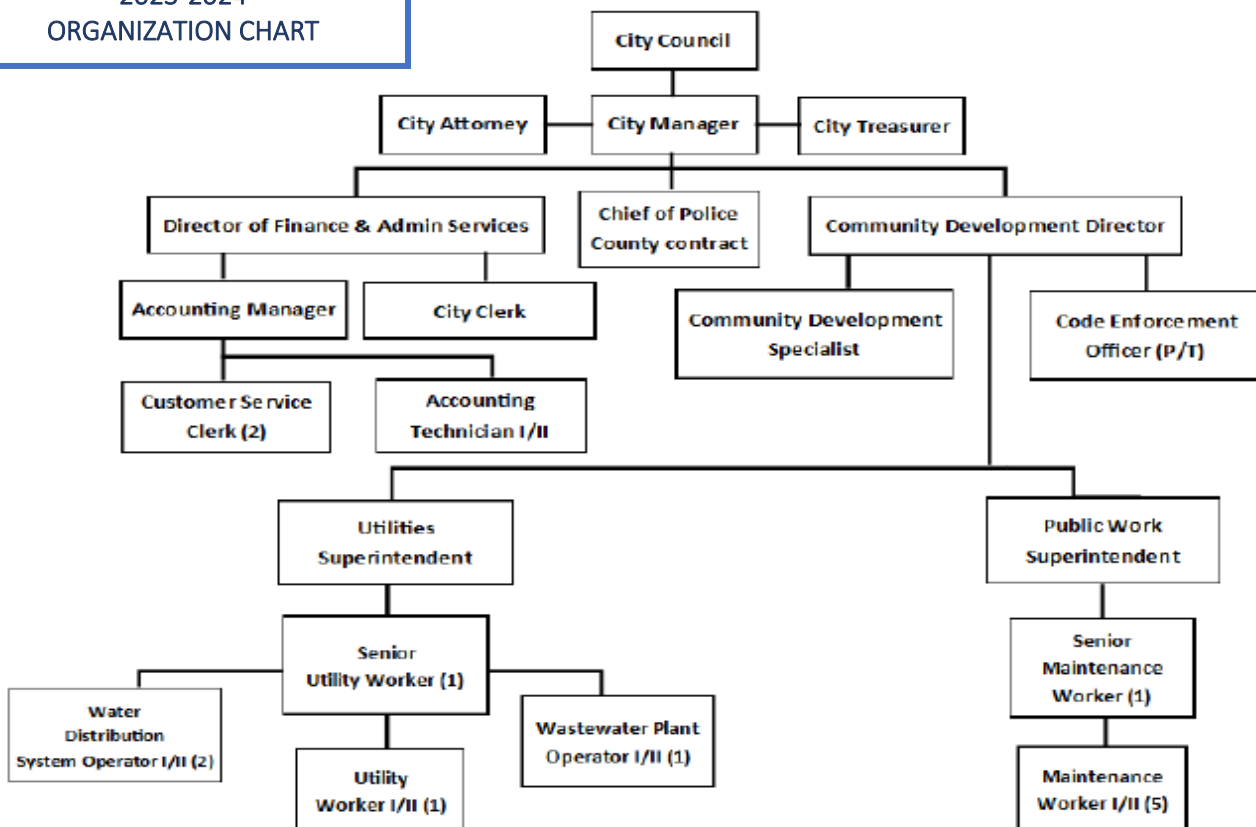 2023-2024
ORGANIZATION CHART
City Council
City Attorney
City Manager
City Treasurer
Director of Finance & Admin Services
Chief of Police
County contract
Community Development Director
Accounting Manager
City Clerk
Community Development
Specialist
Code Enforcement
Officer (P/T)
Customer Service
Clerk (2)
Accounting
Technician I/II
Utilities
Superintendent
Public Work
Superintendent
Senior
Utility Worker (1)
Senior
Maintenance
Worker (1)
Water
Distribution
System Operator I/II (2)
Wastewater Plant
Operator I/II (1)
Utility
Worker I/II (1)
Maintenance
Worker I/II (5)